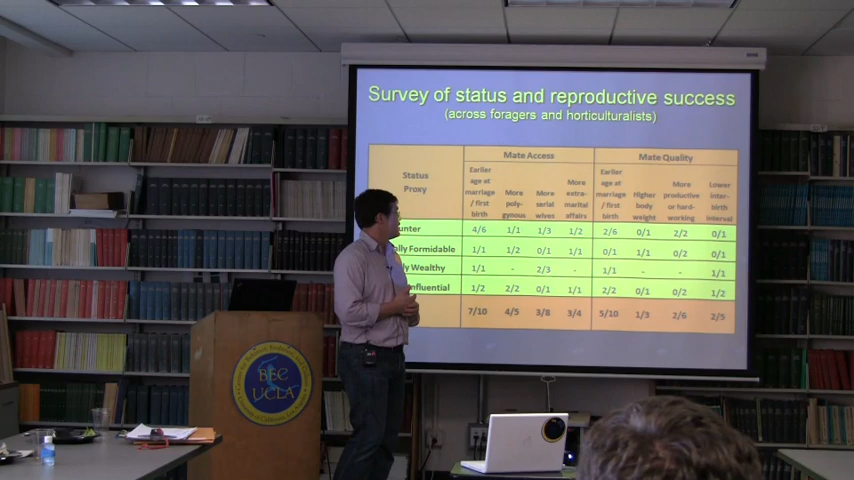 Survey of status and reproductive success
(across foragers and horticulturalists)
Mate Access Mate Quality
Status
Proxy
Earlier
age at
marriage
/ first
birth
More
poly-
gynous
More
serial
wives
More
extra-
marital
affairs
Earlier
age at
marriage
/ first
birth
Higher
body
weight
More
productive
or hard-
working
Lower
inter-
birth
interval
unter 4/6 1/1 1/3 1/2 2/6 0/1 2/2 0/1
ally Formidable 1/1 1/2 0/1 1/1 0/1 1/1 0/2 0/1
ly Wealthy 1/1 - 2/3 1/1 - - 1/1
Influential 1/2 2/2 0/1 1/1 2/2 0/1 0/2 1/2
7/10 4/5 3/8 3/4 5/10 1/3 2/6 2/5
BEC
UCLA